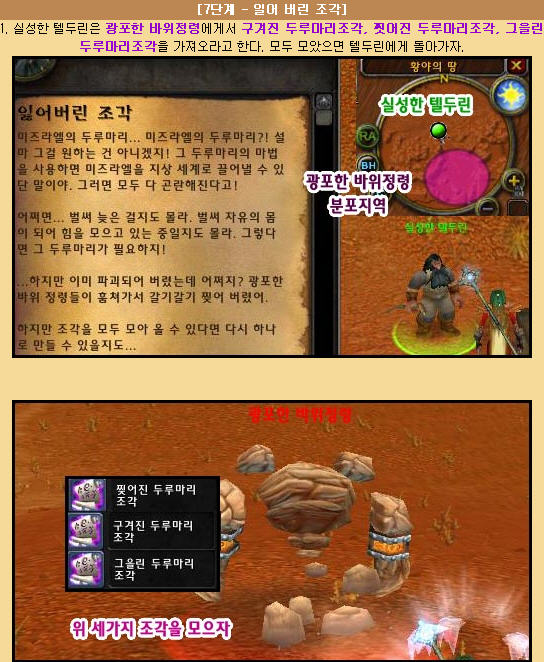 [7단계 - 잃어 버린 조각]
1. 실성한 텔두린은 광포한 바위정령에게서 구겨진 두루마리조각, 찢어진 두루마리조각, 그을린
두루마리조각을 가져오라고 한다. 모두 모았으면 텔두린에게 돌아가자.
잃어버린 조각
미즈라엘의 두루마리... 미즈라엘의 두루마리?! 설
마 그걸 원하는 건 아니겠지! 그 두루마리의 마법
을 사용하면 미즈라엘을 지상 세계로 끌어낼 수 있
단 말이야. 그러면 모두 다 곤란해진다고!
어쩌면... 벌써 늦은 걸지도 몰라. 벌써 자유의 몸
이 되어 힘을 모으고 있는 중일지도 몰라. 그렇다
면 그 두루마리가 필요하지!
...하지만 이미 파괴되어 버렸는데 어쩌지? 광포한
바위 정령들이 훔쳐가서 갈기갈기 찢어 버렸어.
하지만 조각을 모두 모아 올 수 있다면 다시 하나
로 만들 수 있을지도...
황야의 땅
N
실성한 텔두린
RA
BH
광포한 바위정령
분포지역
실성한 텔두린
광포한 바위정령
찢어진 두루마리
조각
구겨진 두루마리
조각
그을린 두루마리
조각
위 세가지 조각을 모으자